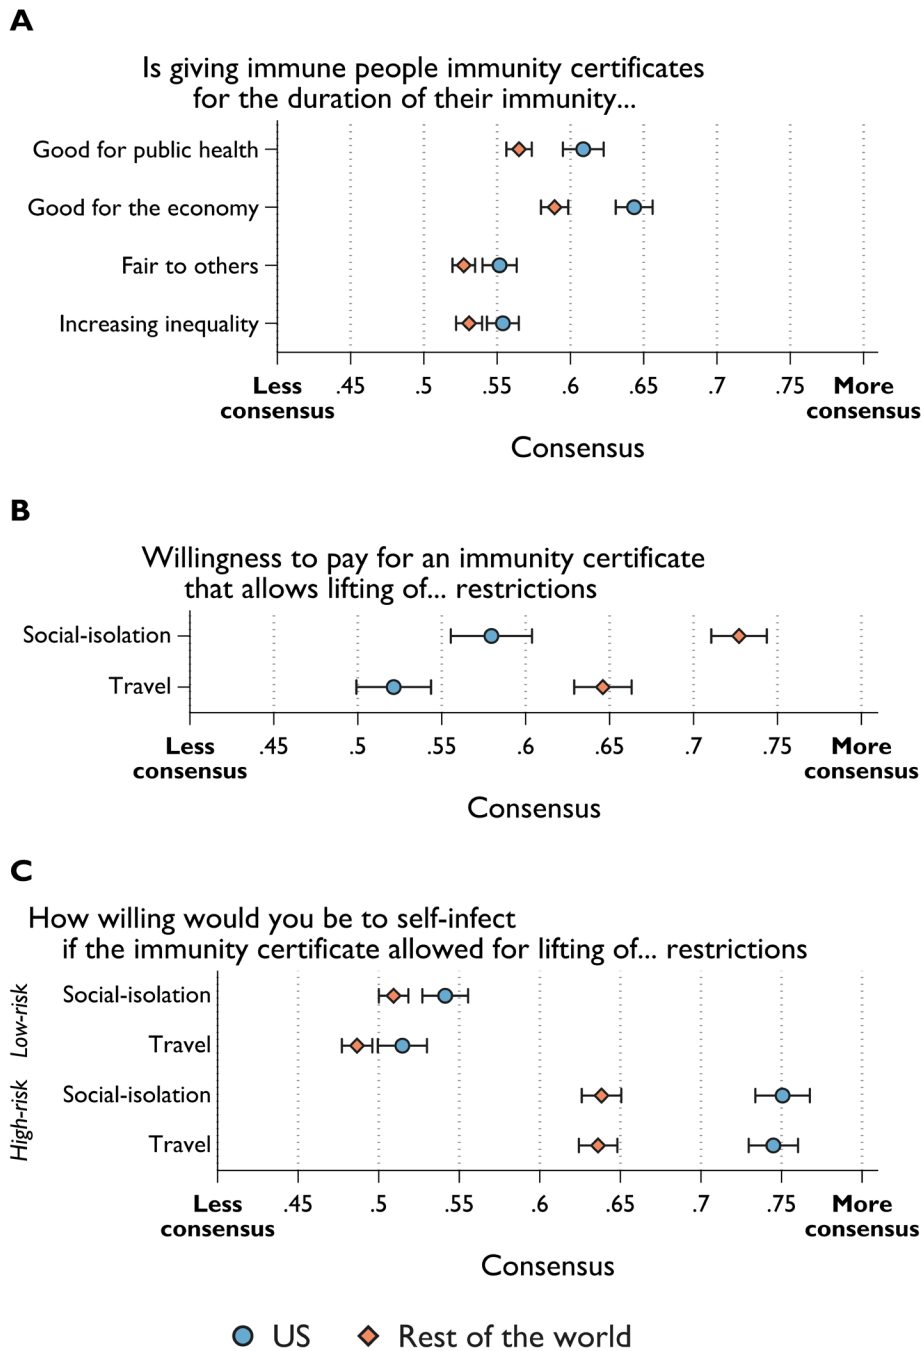 A
Is giving immune people immunity certificates
for the duration of their immunity...
Good for public health
Good for the economy
Fair to others
Increasing inequality
Less consensus .45 .5 .55 .6 .65 .7 .75 More consensus
Consensus
B
Willingness to pay for an immunity certificate
that allows lifting of... restrictions
Social-isolation
Travel
Less consensus .45 .5 .55 .6 .65 .7 .75 More consensus
Consensus
C
How willing would you be to self-infect
if the immunity certificate allowed for lifting of... restrictions
Low-risk
Social-isolation
Travel
High-risk
Social-isolation
Travel
Less consensus .45 .5 .55 .6 .65 .7 .75 More consensus
Consensus
US Rest of the world